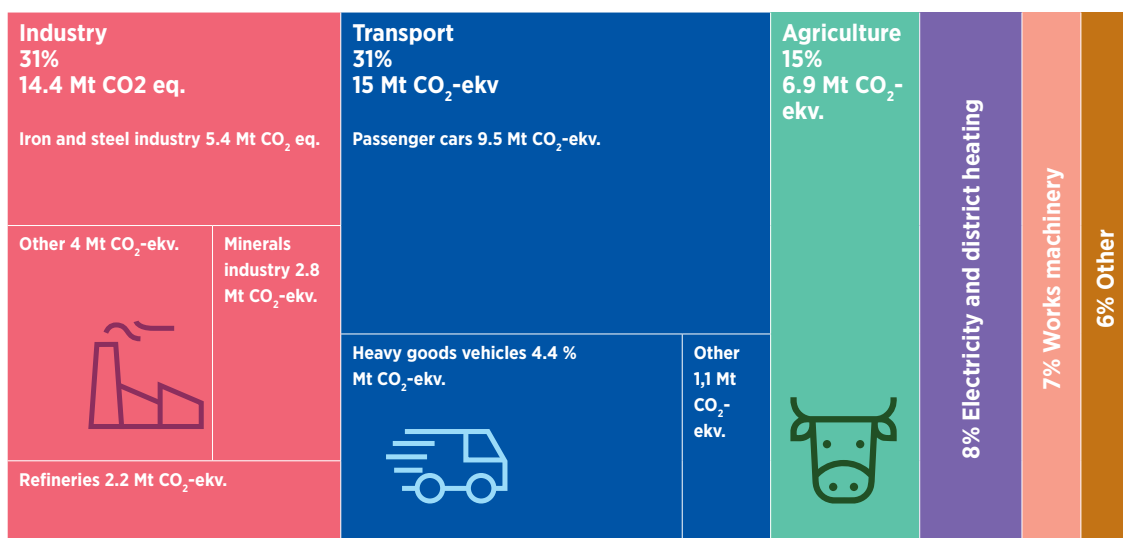 Industry
31%
14.4 Mt CO2 eq.
Iron and steel industry 5.4 Mt CO₂ eq.
Other 4 Mt CO₂-ekv.
Minerals
industry 2.8
Mt CO₂-ekv.
Refineries 2.2 Mt CO₂-ekv.
Transport
31%
15 Mt CO₂-ekv
Passenger cars 9.5 Mt CO₂-ekv.
Heavy goods vehicles 4.4 %
Mt CO₂-ekv.
Other
1,1 Mt
CO₂-
ekv.
Agriculture
15%
6.9 Mt CO₂-
ekv.
8% Electricity and district heating
7% Works machinery
6% Other